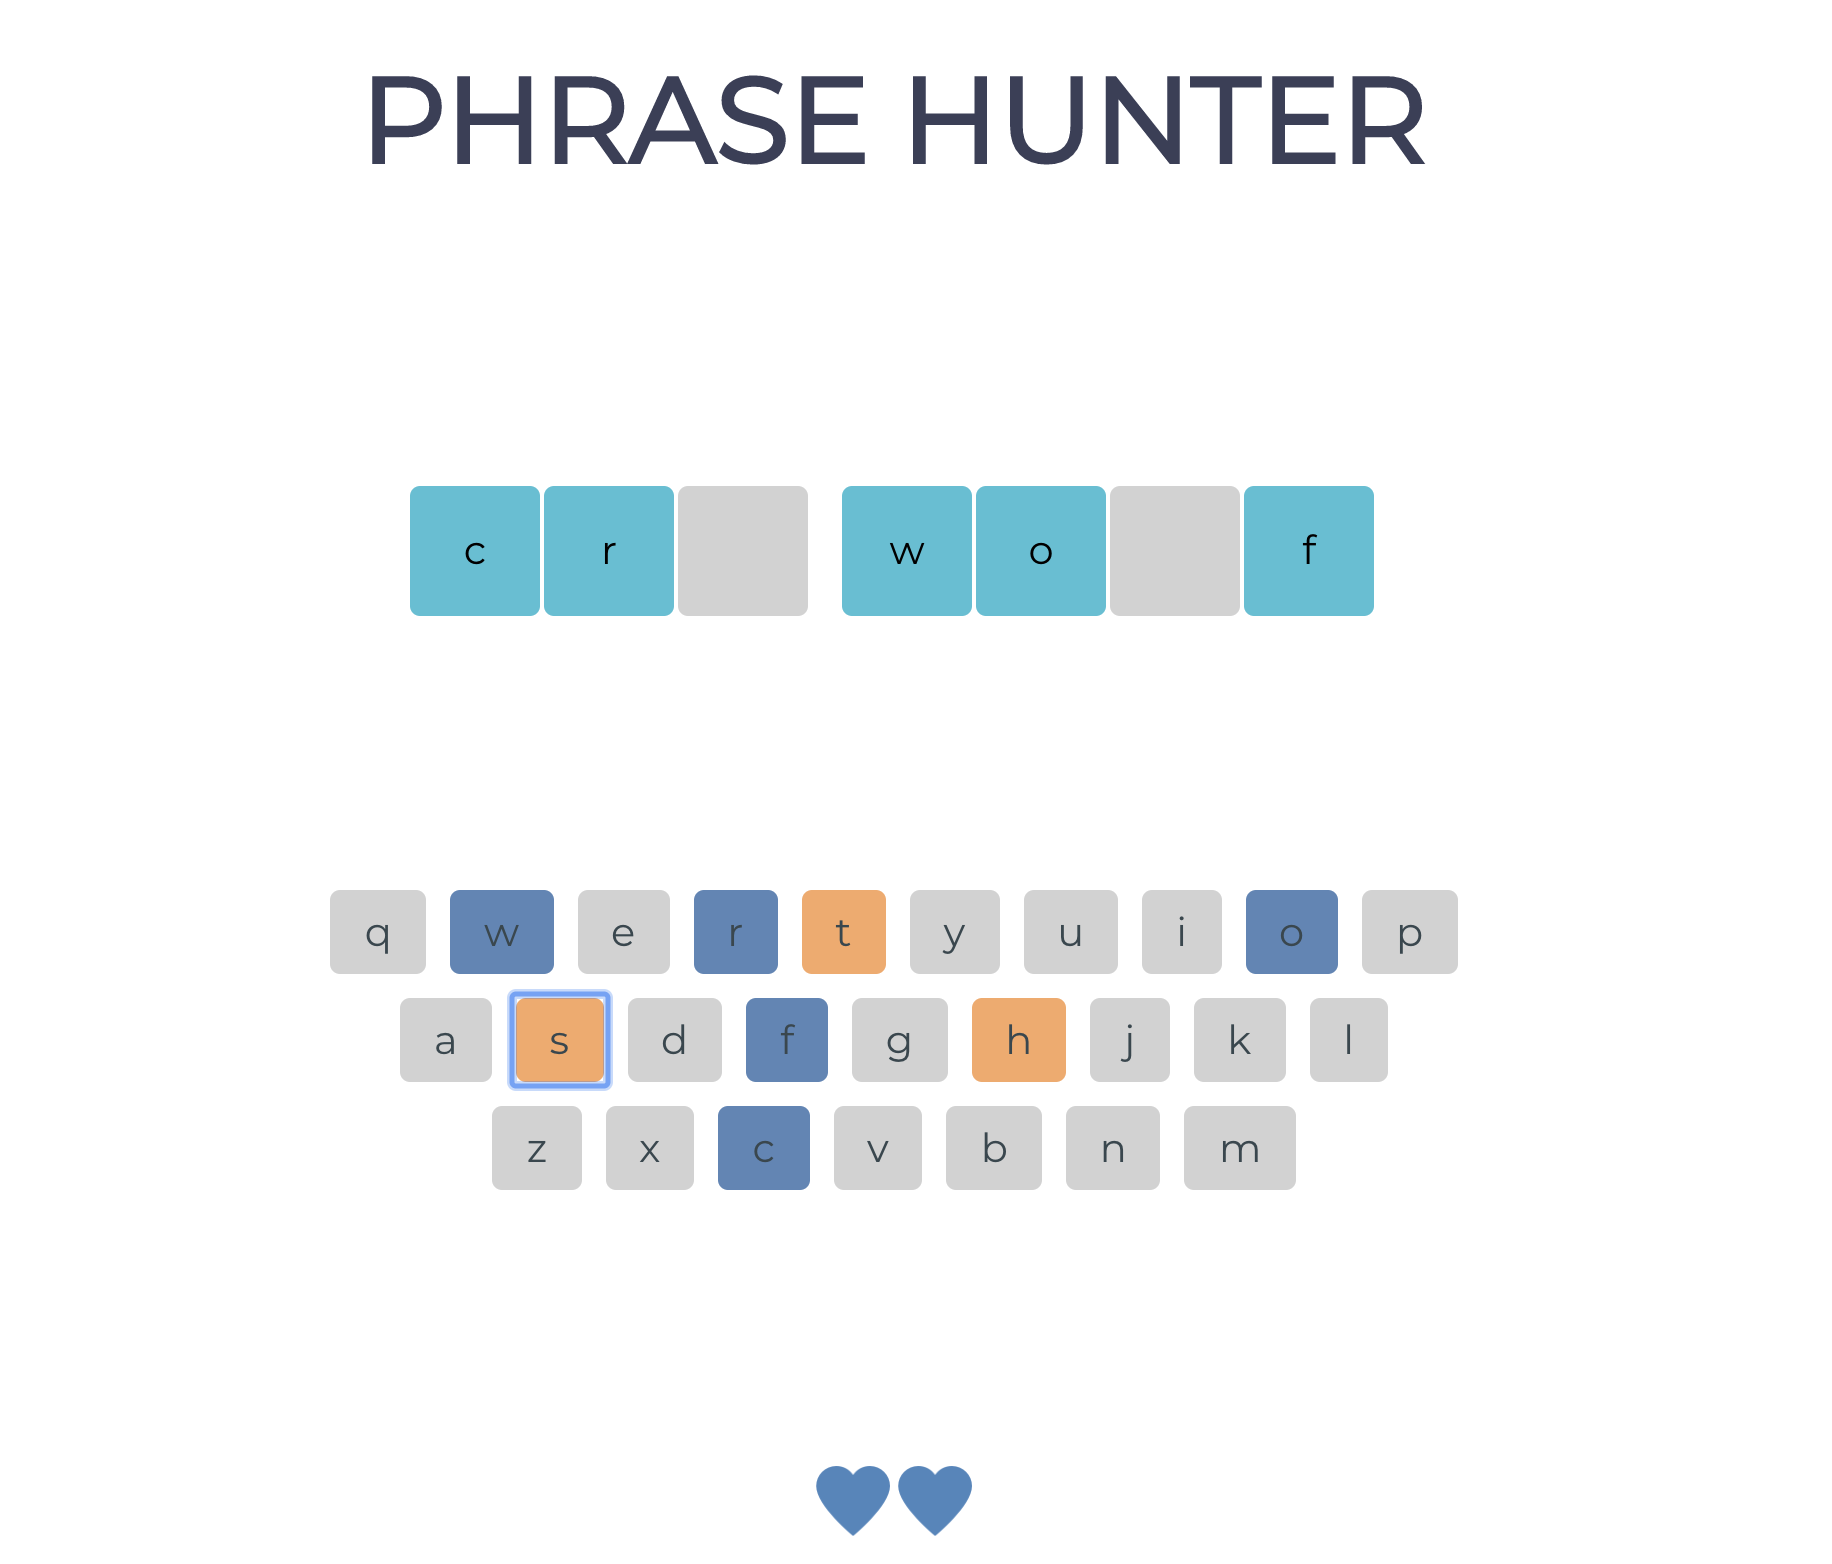 PHRASE HUNTER
c r w o f
q w e r t y u i o p
a s d f g h j k l
z x c v b n m